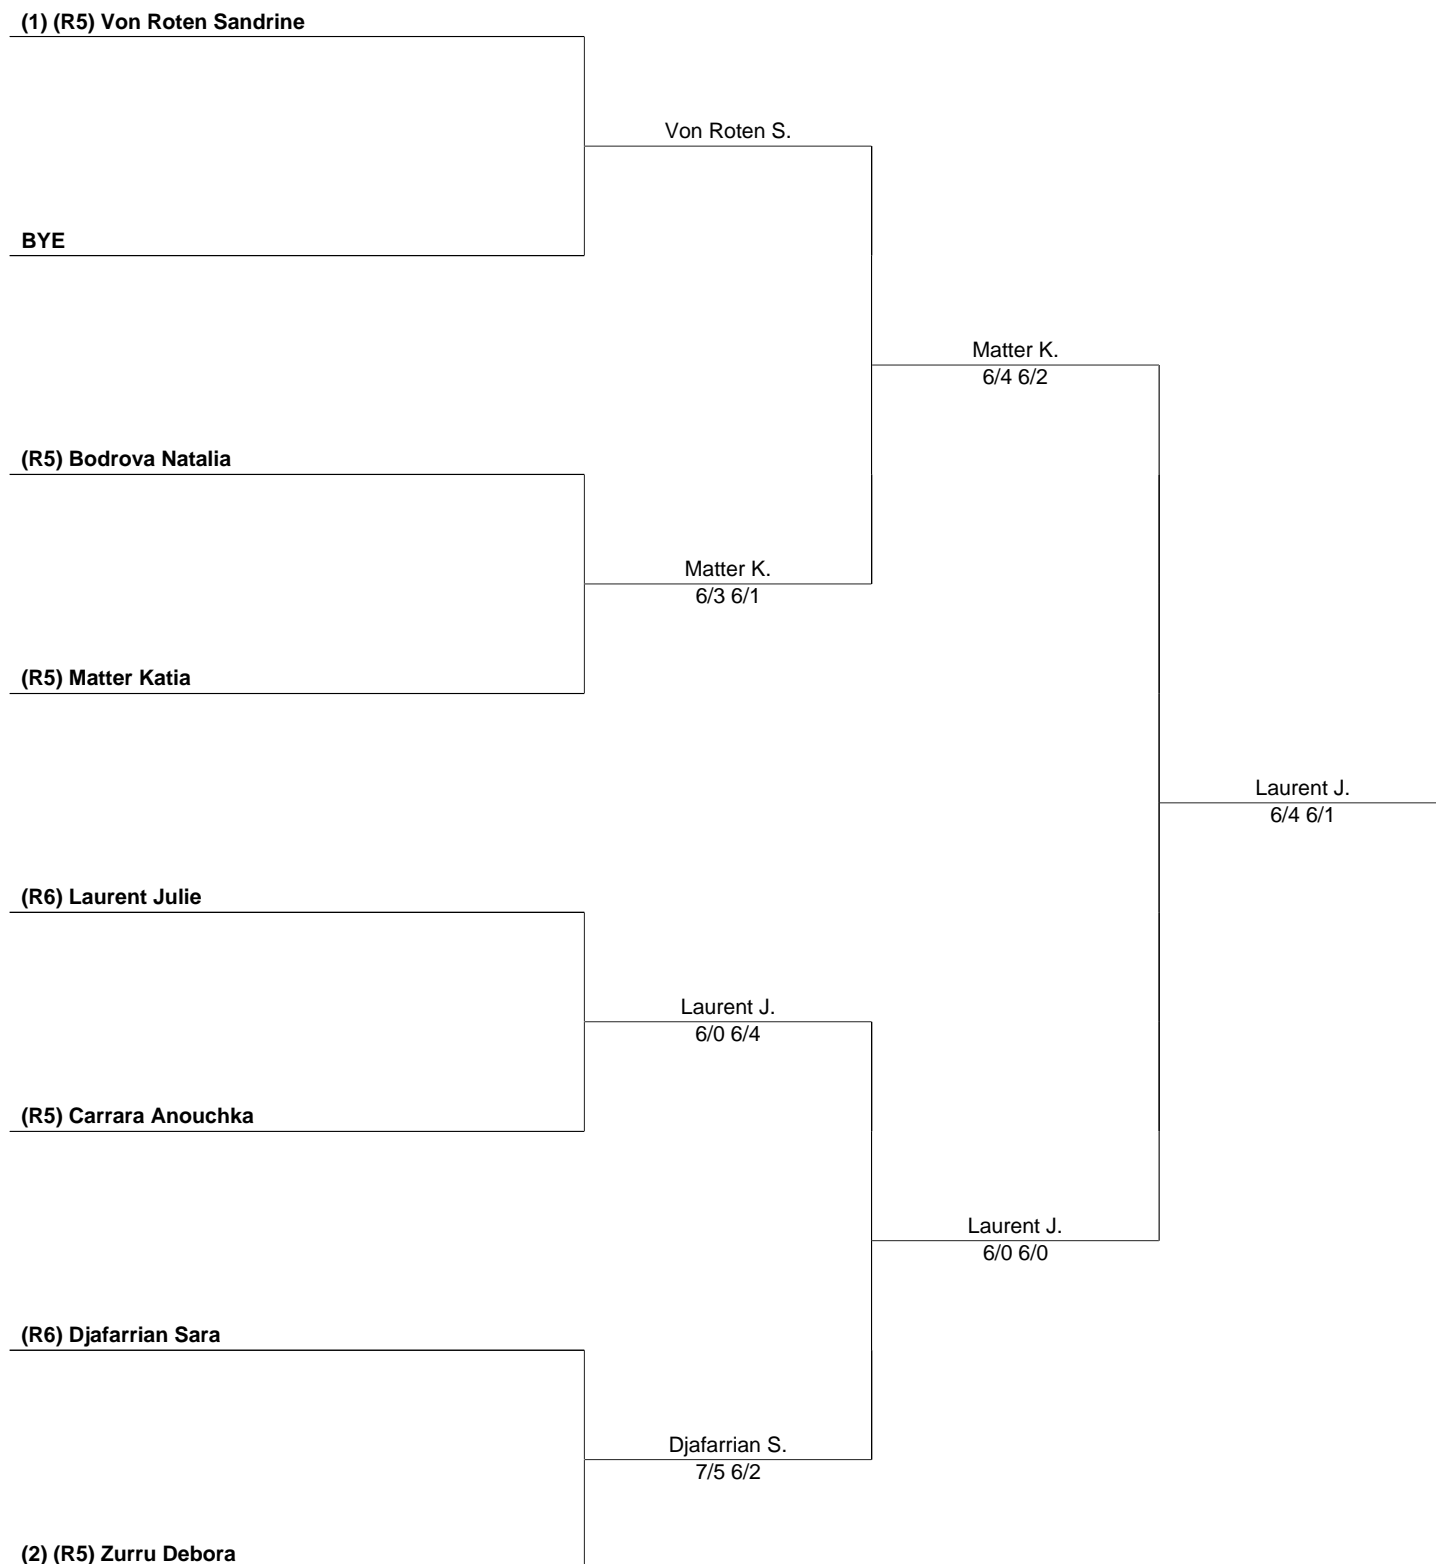 (1) (R5) Von Roten Sandrine
Von Roten S.
BYE
Matter K.
6/4 6/2
(R5) Bodrova Natalia
Matter K.
6/3 6/1
(R5) Matter Katia
Laurent J.
6/4 6/1
(R6) Laurent Julie
Laurent J.
6/0 6/4
(R5) Carrara Anouchka
Laurent J.
6/0 6/0
(R6) Djafarrian Sara
Djafarrian S.
7/5 6/2
(2) (R5) Zurru Debora